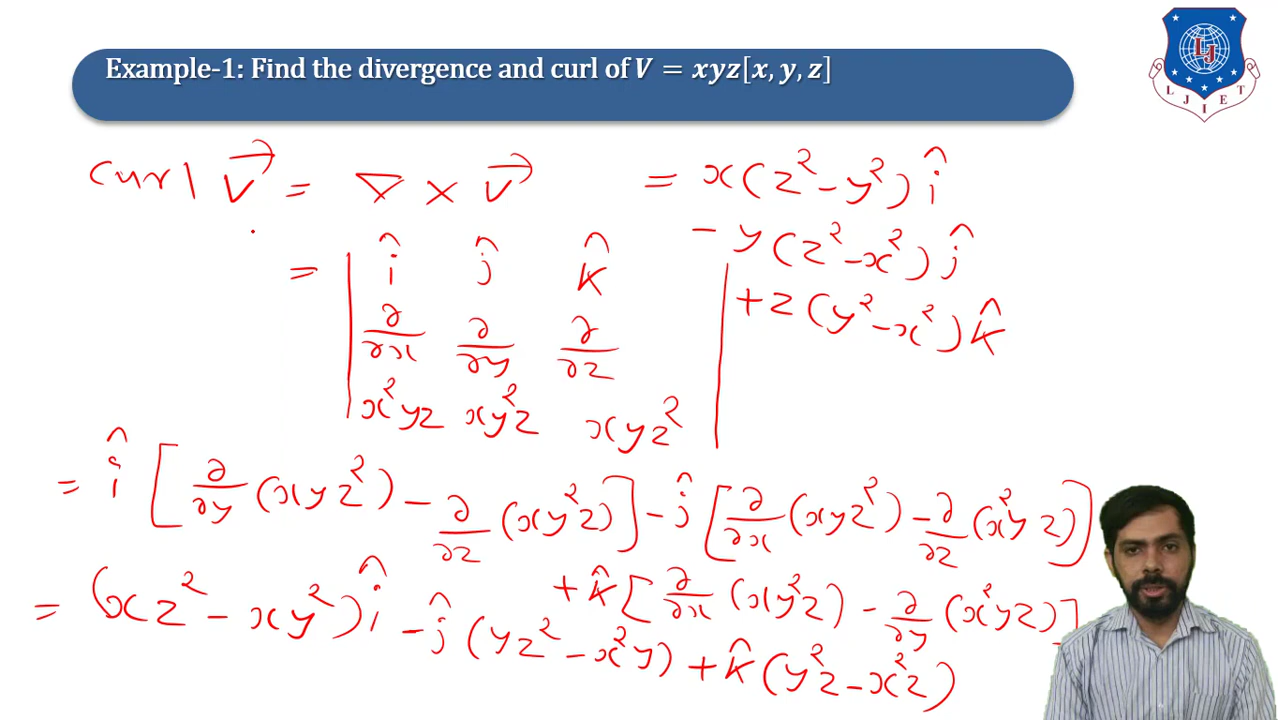 Example-1: Find the divergence and curl of V = xyz[x, y, z]
LJIET
curl V⃗ = ∇ × V⃗
= | î ĵ k̂
∂/∂x ∂/∂y ∂/∂z
x²yz xy²z xyz² |
= x(z² - y²) î
- y(z² - x²) ĵ
+ z(y² - x²) k̂
= î [∂/∂y (xyz²) - ∂/∂z (xy²z)] - ĵ [∂/∂x (xyz²) - ∂/∂z (x²yz)]
+ k̂ [∂/∂x (xy²z) - ∂/∂y (x²yz)]
= (xz² - xy²) î - ĵ (yz² - x²y) + k̂ (y²z - x²z)